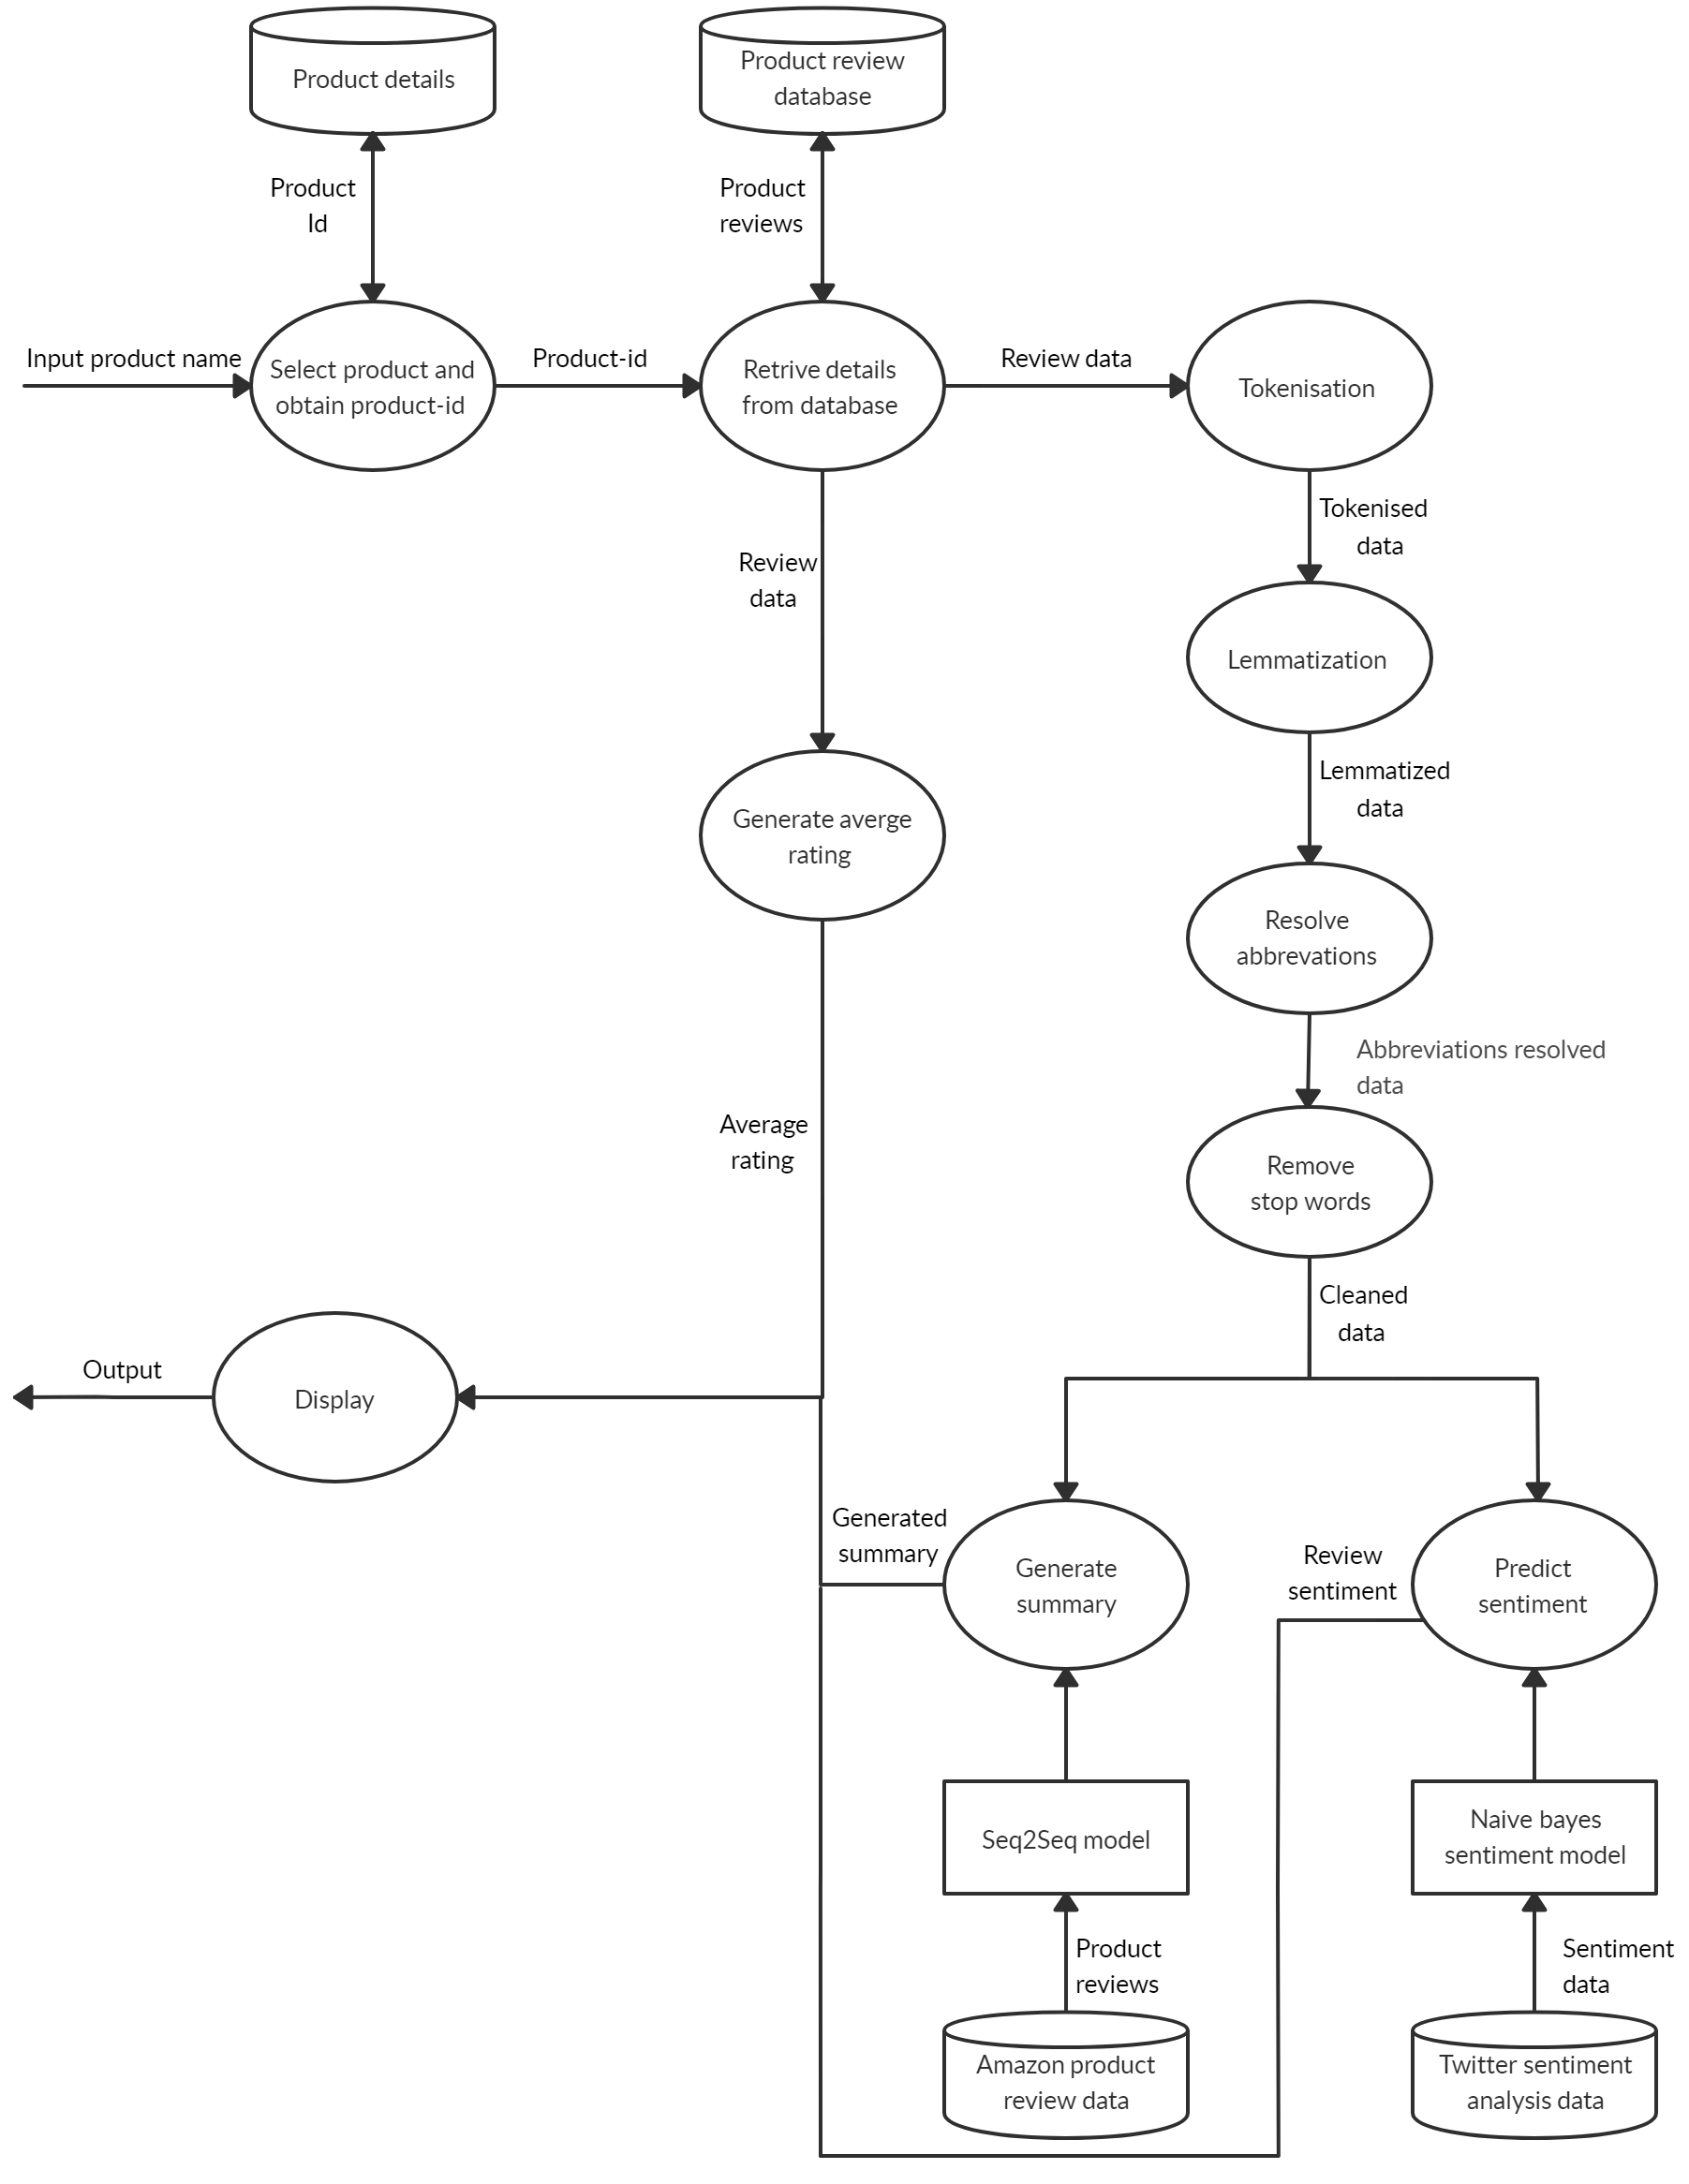 Product details
Product review
database
Product
Id
Product
reviews
Input product name
Select product and
obtain product-id
Product-id
Retrive details
from database
Review data
Tokenisation
Tokenised
data
Review
data
Lemmatization
Lemmatized
data
Generate averge
rating
Resolve
abbrevations
Abbreviations resolved
data
Average
rating
Remove
stop words
Cleaned
data
Output
Display
Generated
summary
Generate
summary
Review
sentiment
Predict
sentiment
Seq2Seq model
Naive bayes
sentiment model
Product
reviews
Sentiment
data
Amazon product
review data
Twitter sentiment
analysis data